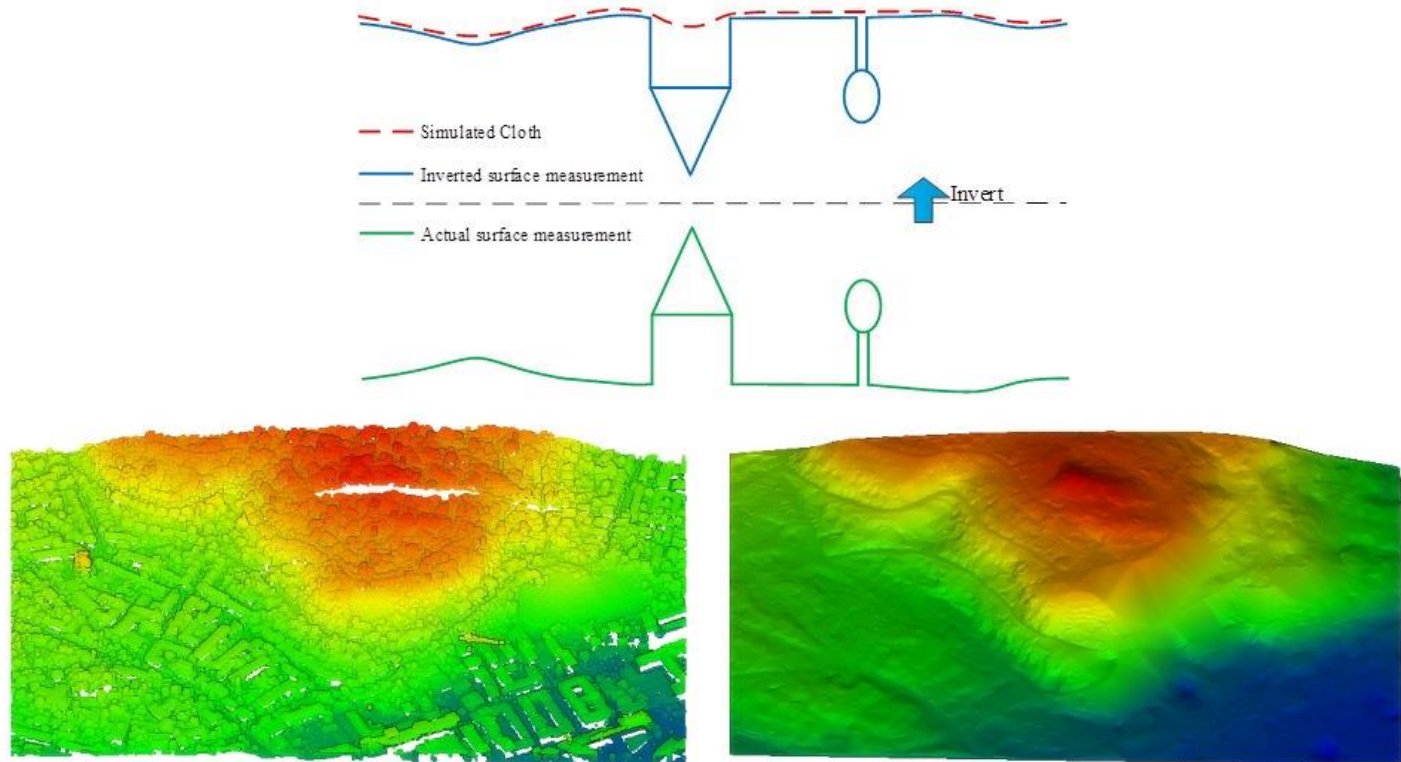 Simulated Cloth
Inverted surface measurement
Invert
Actual surface measurement